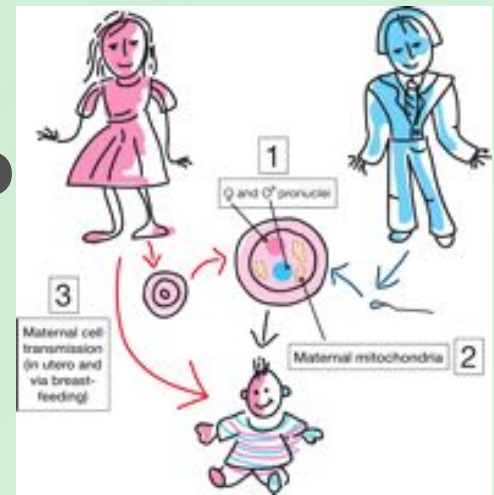 1
♀ and ♂ pronuclei
3
Maternal cell
transmission
(in utero and
via breast-
feeding)
Maternal mitochondria
2